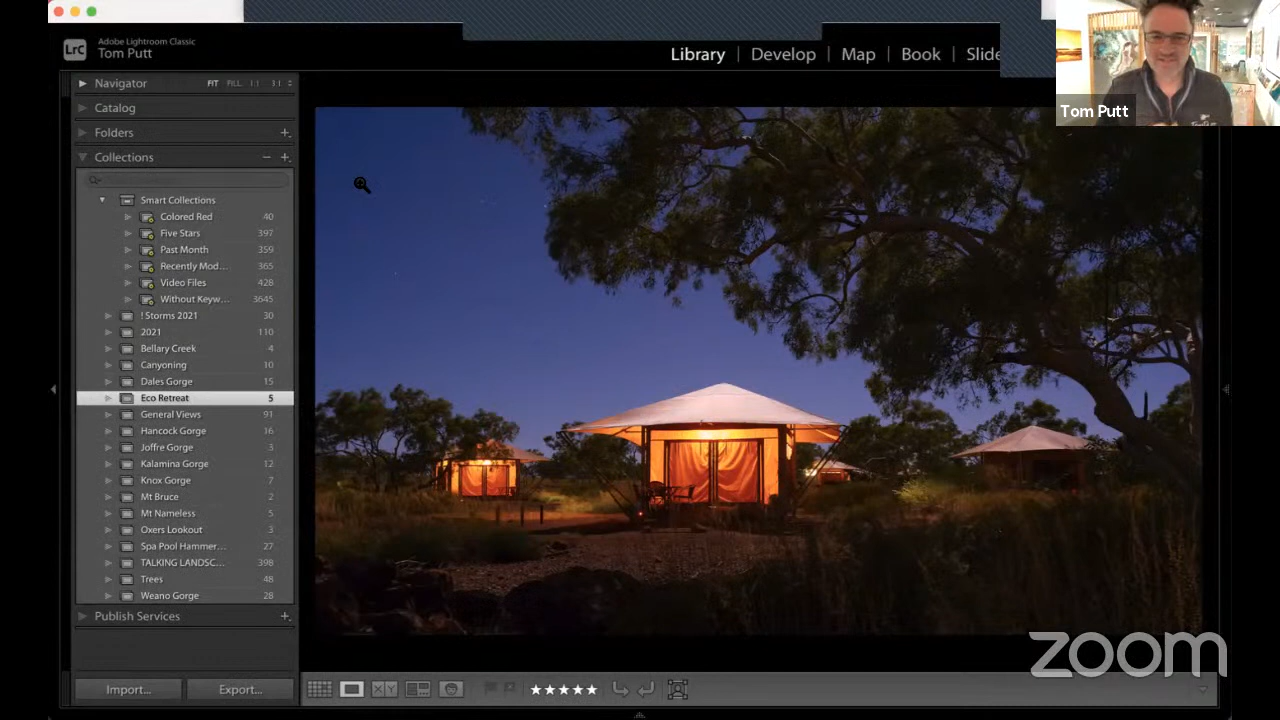 LrC
Adobe Lightroom Classic
Tom Putt
Library | Develop | Map | Book | Slide
Tom Putt
Navigator FIT FILL 1:1 3:1
Catalog
Folders
Collections
Smart Collections
Colored Red 40
Five Stars 397
Past Month 359
Recently Mod... 365
Video Files 428
Without Keyw... 3645
! Storms 2021 30
2021 110
Bellary Creek 4
Canyoning 10
Dales Gorge 15
Eco Retreat 5
General Views 91
Hancock Gorge 16
Joffre Gorge 3
Kalamina Gorge 12
Knox Gorge 7
Mt Bruce 2
Mt Nameless 5
Oxers Lookout 3
Spa Pool Hammer... 27
TALKING LANDSC... 398
Trees 48
Weano Gorge 28
Publish Services
Import... Export...
X Y
zoom